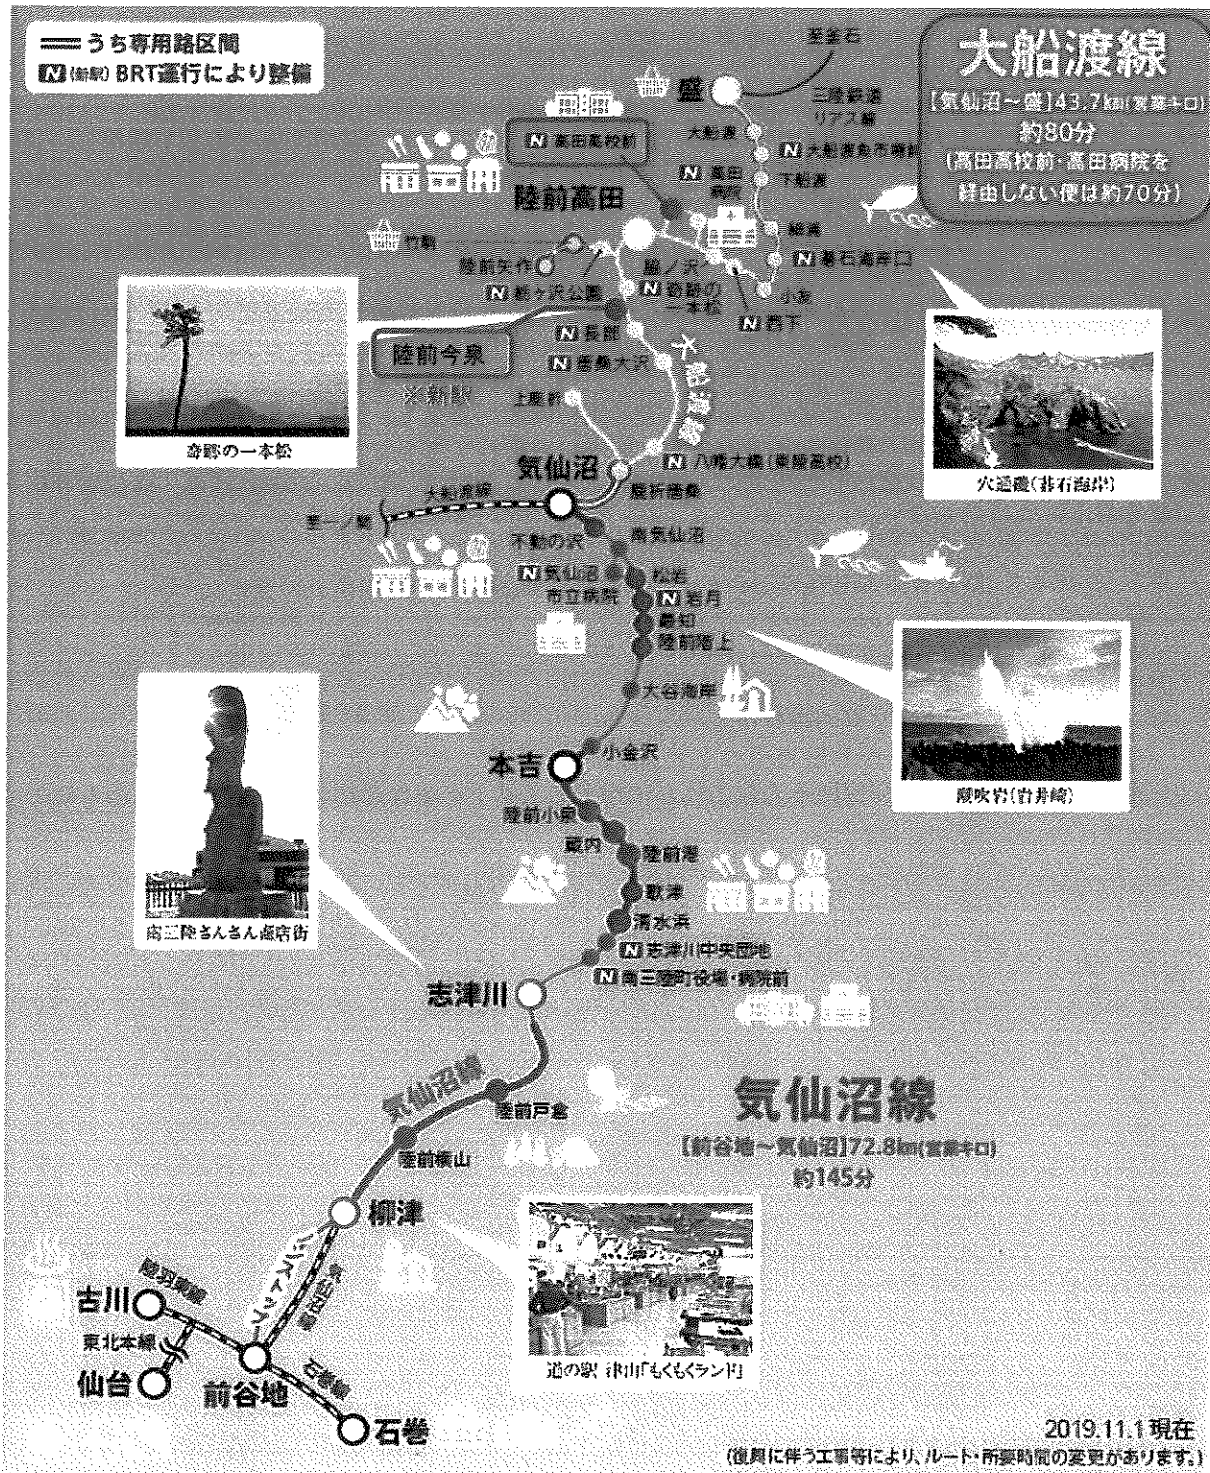 うち専用路区間
N(新駅)BRT運行により整備
大船渡線
【気仙沼～盛】43.7km(営業キロ)
約80分
(高田高校前・高田病院を
経由しない便は約70分)
至釜石
盛
三陸鉄道
リアス線
大船渡
N 大船渡魚市場前
下船渡
N 高田高校前
N 高田
病院
陸前高田
細浦
竹駒
陸前矢作
脇ノ沢
N 碁石海岸口
N 栃ヶ沢公園
N 奇跡の
一本松
小友
N 西下
N 長部
陸前今泉
※新駅
N 唐桑大沢
大船渡線
上鹿折
奇跡の一本松
穴通磯(碁石海岸)
N 八幡大橋(東陵高校)
気仙沼
鹿折唐桑
大船渡線
至一ノ関
不動の沢
南気仙沼
N 気仙沼
市立病院
松岩
N 岩月
最知
陸前階上
大谷海岸
潮吹岩(岩井崎)
小金沢
本吉
陸前小泉
蔵内
陸前港
歌津
清水浜
南三陸さんさん商店街
N 志津川中央団地
N 南三陸町役場・病院前
志津川
気仙沼線
陸前戸倉
陸前横山
気仙沼線
【前谷地～気仙沼】72.8km(営業キロ)
約145分
柳津
ノンストップ
気仙沼線
陸羽東線
古川
東北本線
仙台
前谷地
石巻線
石巻
道の駅 津山「もくもくランド」
2019.11.1 現在
(復興に伴う工事等により、ルート・所要時間の変更があります。)